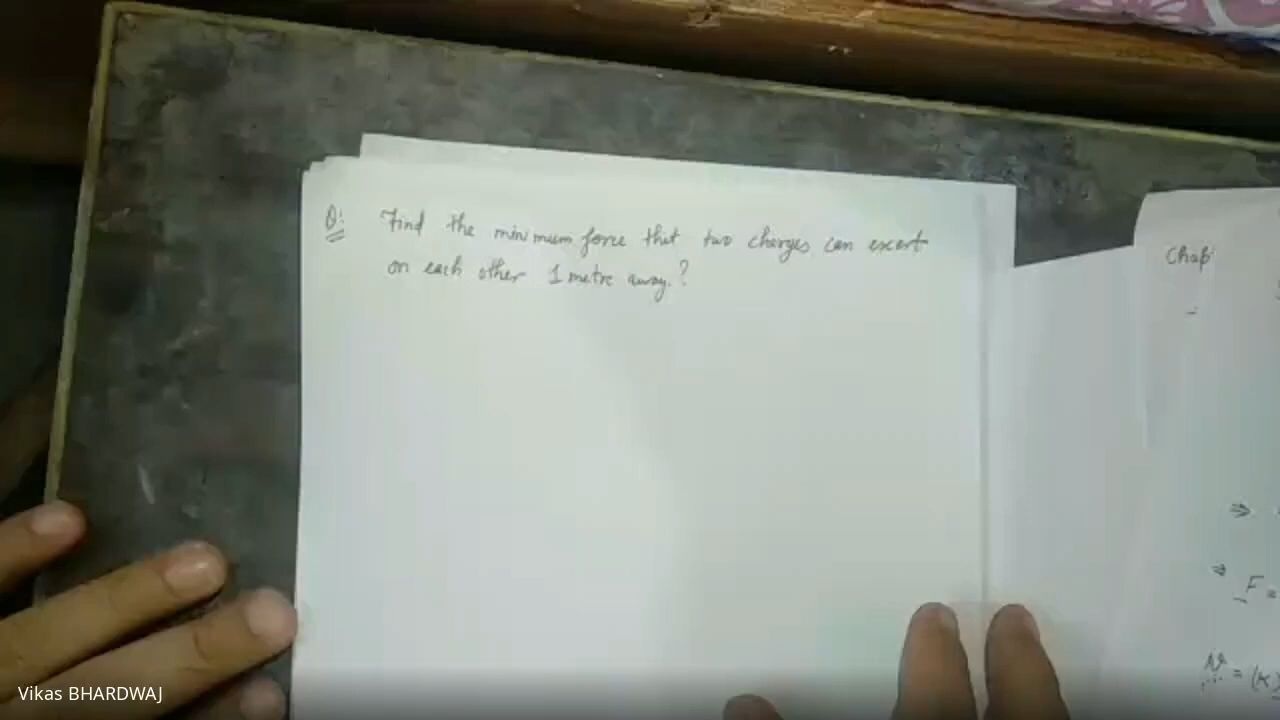 Q: Find the minimum force that two charges can exert
on each other 1 metre away.?
Chap
⇒
⇒ F =
N = (K)
Vikas BHARDWAJ